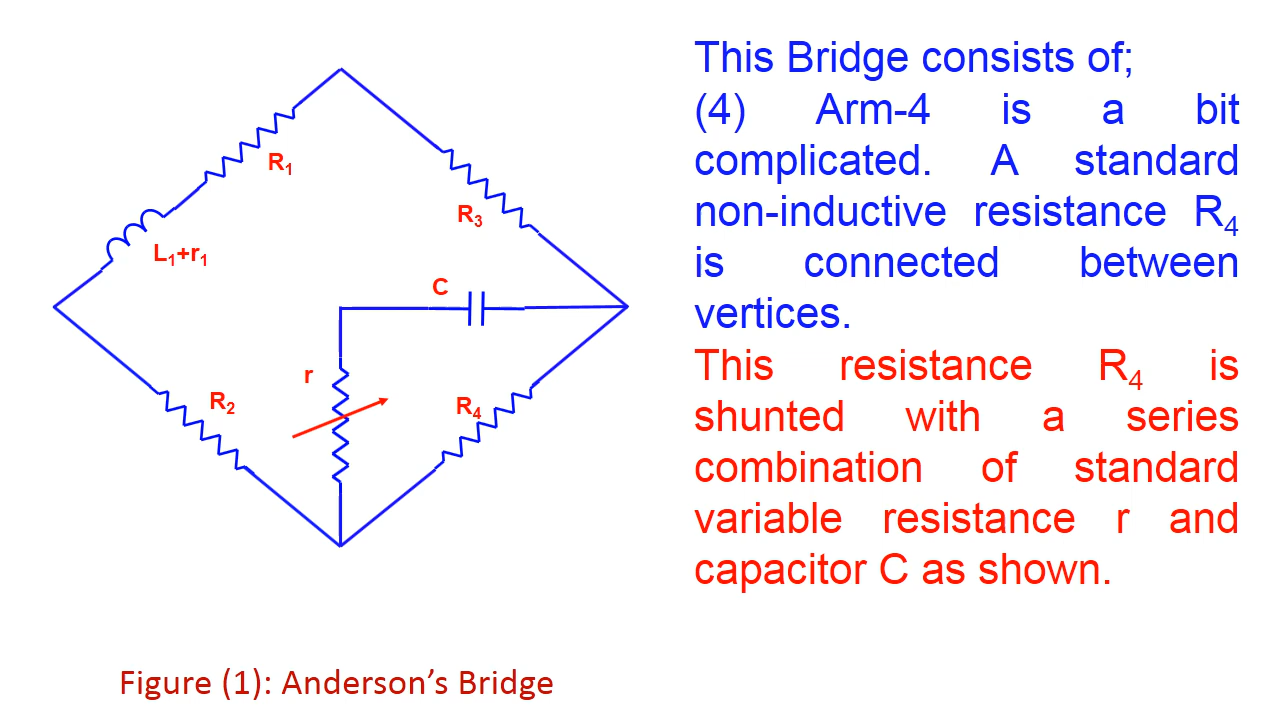 This Bridge consists of;
(4) Arm-4 is a bit
complicated. A standard
non-inductive resistance R₄
is connected between
vertices.
This resistance R₄ is
shunted with a series
combination of standard
variable resistance r and
capacitor C as shown.
R₁
R₃
L₁+r₁
C
r
R₂
R₄
Figure (1): Anderson’s Bridge